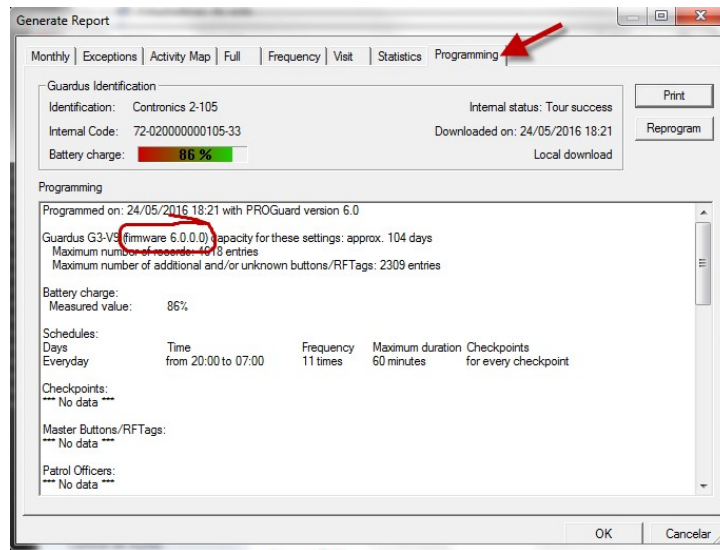 Generate Report
Monthly Exceptions Activity Map Full Frequency Visit Statistics Programming
Guardus Identification
Identification: Contronics 2-105 Internal status: Tour success
Internal Code: 72-020000000105-33 Downloaded on: 24/05/2016 18:21
Battery charge: 86 % Local download
Print
Reprogram
Programming
Programmed on: 24/05/2016 18:21 with PROGuard version 6.0
Guardus G3-V9 (firmware 6.0.0.0) capacity for these settings: approx. 104 days
Maximum number of records: 4618 entries
Maximum number of additional and/or unknown buttons/RFTags: 2309 entries
Battery charge:
Measured value: 86%
Schedules:
Days Time Frequency Maximum duration Checkpoints
Everyday from 20:00 to 07:00 11 times 60 minutes for every checkpoint
Checkpoints:
*** No data ***
Master Buttons/RFTags:
*** No data ***
Patrol Officers:
*** No data ***
OK Cancelar